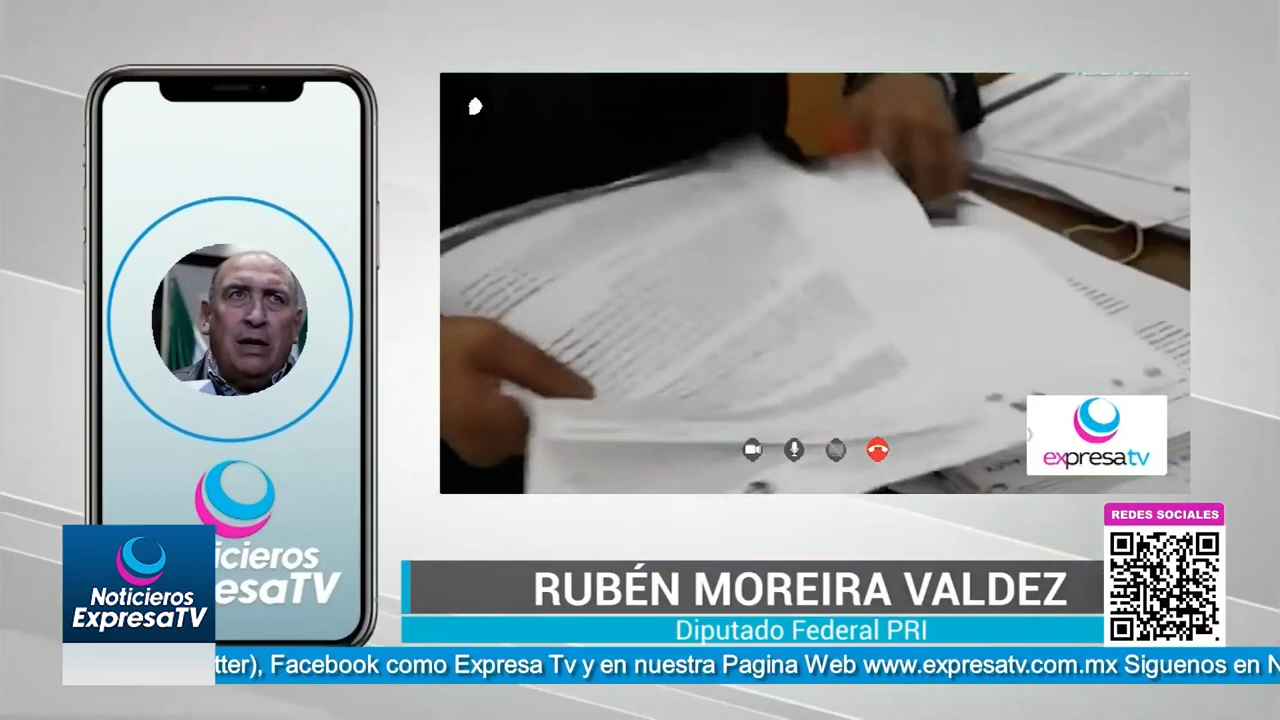 expresatv
REDES SOCIALES
RUBÉN MOREIRA VALDEZ
Diputado Federal PRI
Noticieros
ExpresaTV
icieros
esaTV
tter), Facebook como Expresa Tv y en nuestra Pagina Web www.expresatv.com.mx Siguenos en N